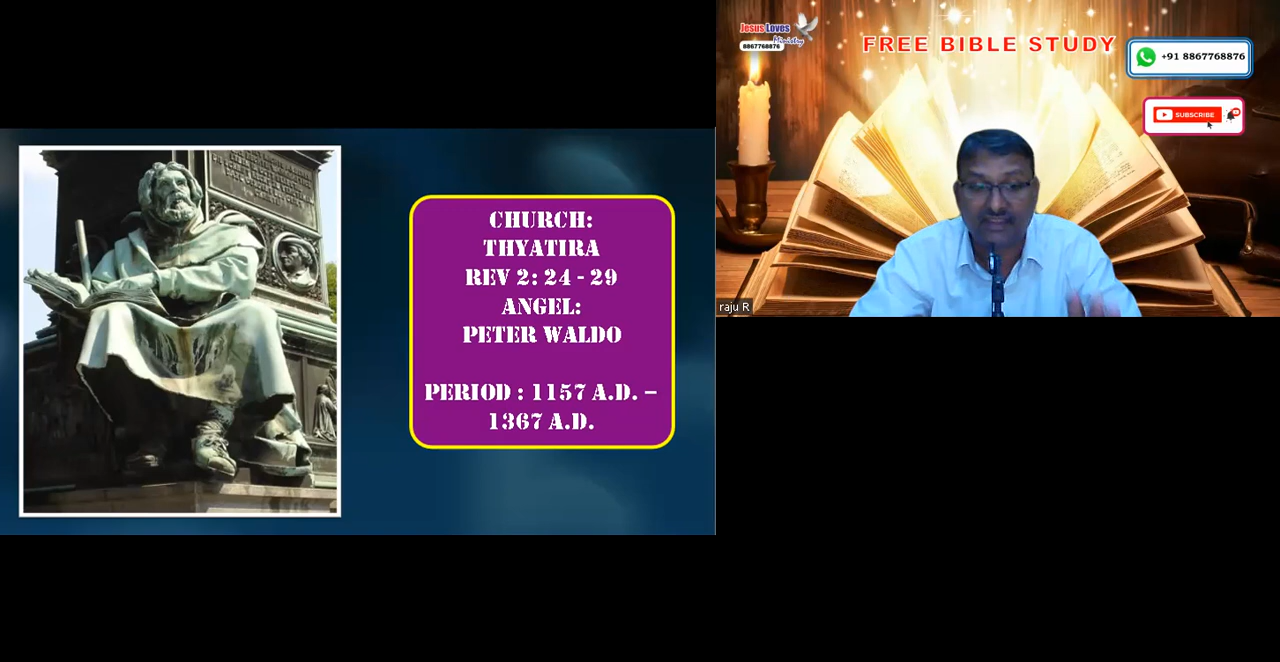 CHURCH:
THYATIRA
REV 2: 24 - 29
ANGEL:
PETER WALDO
PERIOD : 1157 A.D. –
1367 A.D.
Jesus Loves
Ministry
8867768876
FREE BIBLE STUDY
+91 8867768876
SUBSCRIBE
raju R